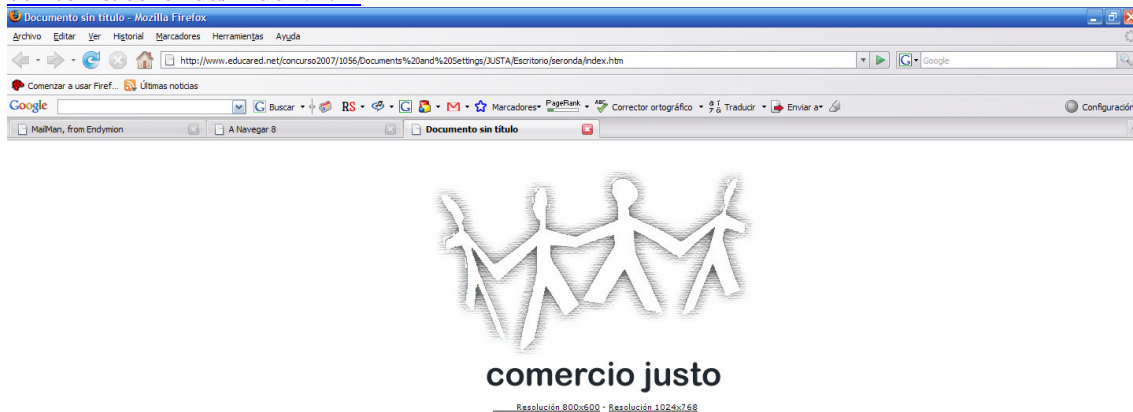 Documento sin título - Mozilla Firefox
Archivo Editar Ver Historial Marcadores Herramientas Ayuda
http://www.educared.net/concurso2007/1056/Documents%20and%20Settings/JUSTA/Escritorio/seronda/index.htm
G Google
Comenzar a usar Firef... Últimas noticias
Google G Buscar RS G M Marcadores PageRank ABC Corrector ortográfico Traducir Enviar a Configuración
MailMan, from Endymion A Navegar 8 Documento sin título
comercio justo
Resolución 800x600 - Resolución 1024x768